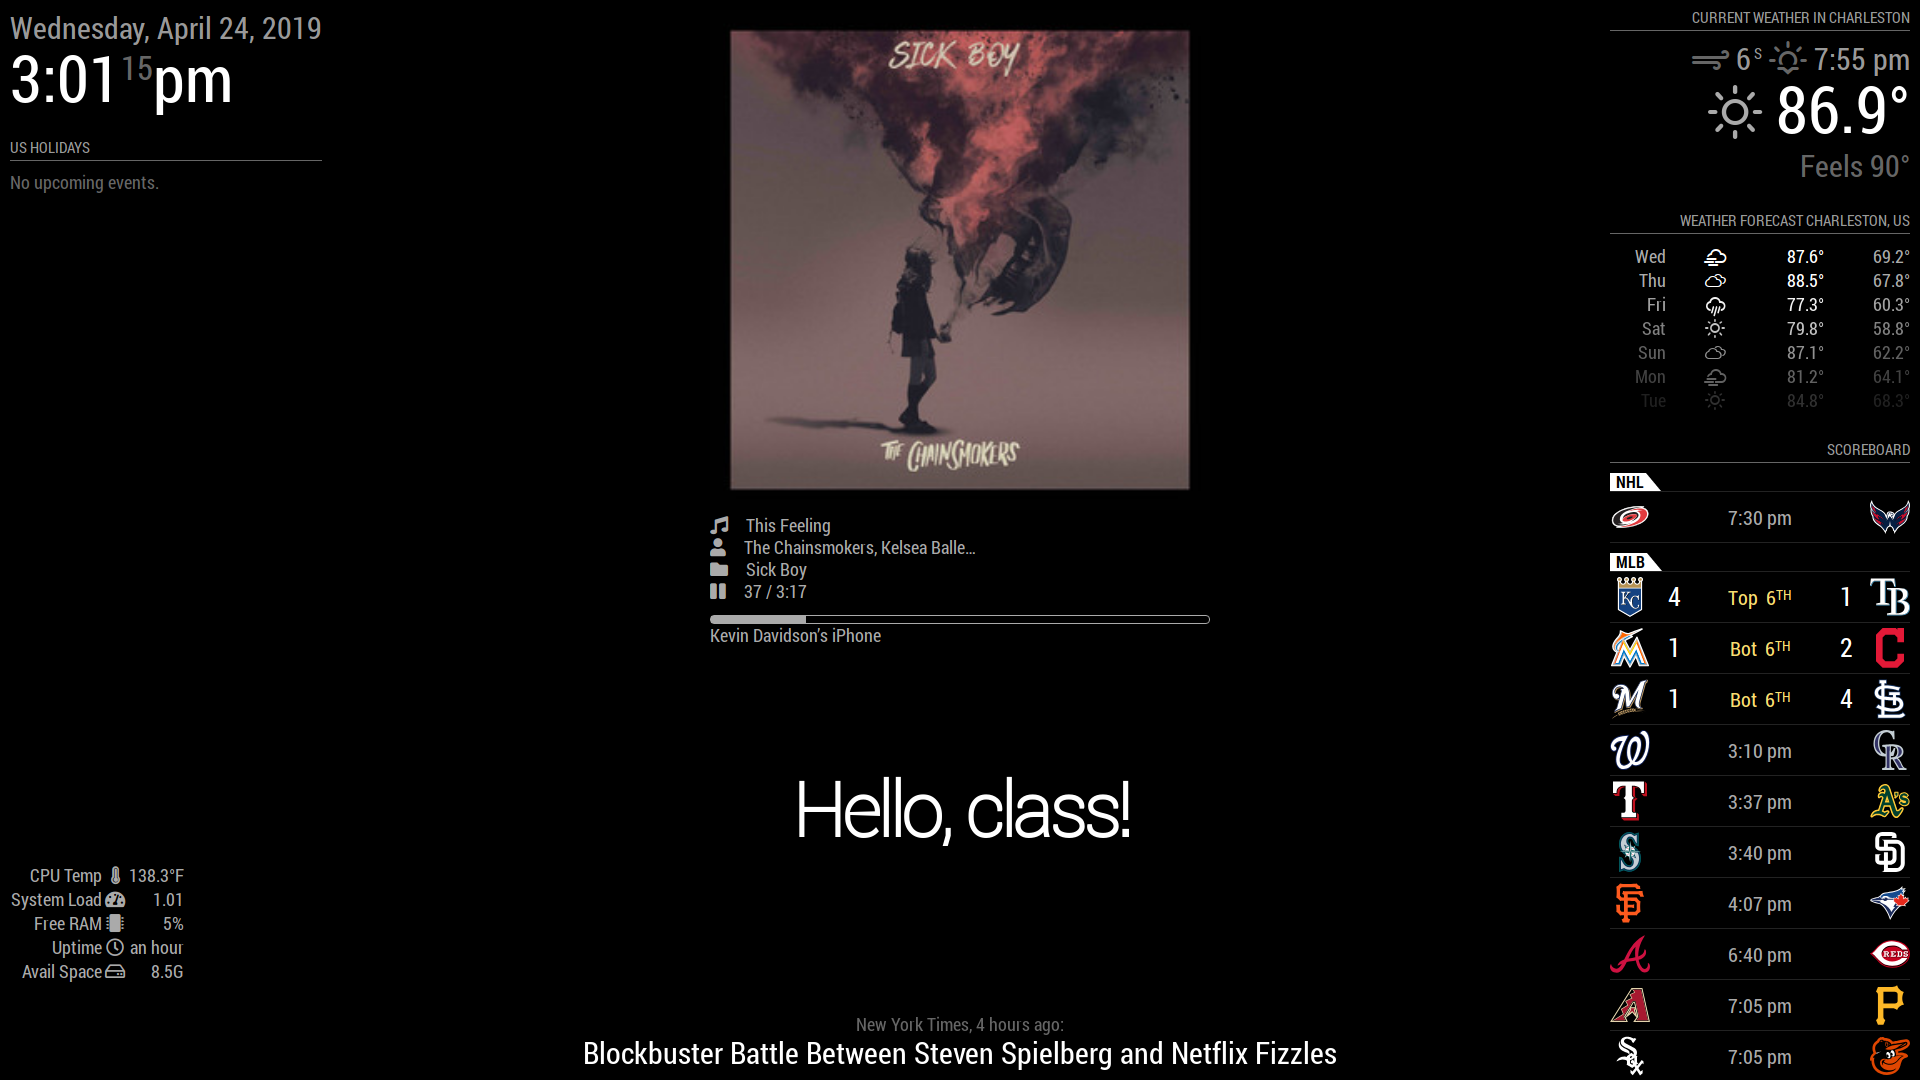 Wednesday, April 24, 2019
3:01 15 pm
US HOLIDAYS
No upcoming events.
SICK BOY
THE CHAINSMOKERS
This Feeling
The Chainsmokers, Kelsea Balle...
Sick Boy
37 / 3:17
Kevin Davidson's iPhone
Hello, class!
CPU Temp 138.3°F
System Load 1.01
Free RAM 5%
Uptime an hour
Avail Space 8.5G
New York Times, 4 hours ago:
Blockbuster Battle Between Steven Spielberg and Netflix Fizzles
CURRENT WEATHER IN CHARLESTON
6 S 7:55 pm
86.9°
Feels 90°
WEATHER FORECAST CHARLESTON, US
Wed 87.6° 69.2°
Thu 88.5° 67.8°
Fri 77.3° 60.3°
Sat 79.8° 58.8°
Sun 87.1° 62.2°
Mon 81.2° 64.1°
Tue 84.8° 68.3°
SCOREBOARD
NHL
7:30 pm
MLB
KC 4 Top 6TH 1 TB
M 1 Bot 6TH 2 C
M 1 Bot 6TH 4 StL
W 3:10 pm CR
T 3:37 pm A's
S 3:40 pm SD
SF 4:07 pm
A 6:40 pm REDS
A 7:05 pm P
Sox 7:05 pm